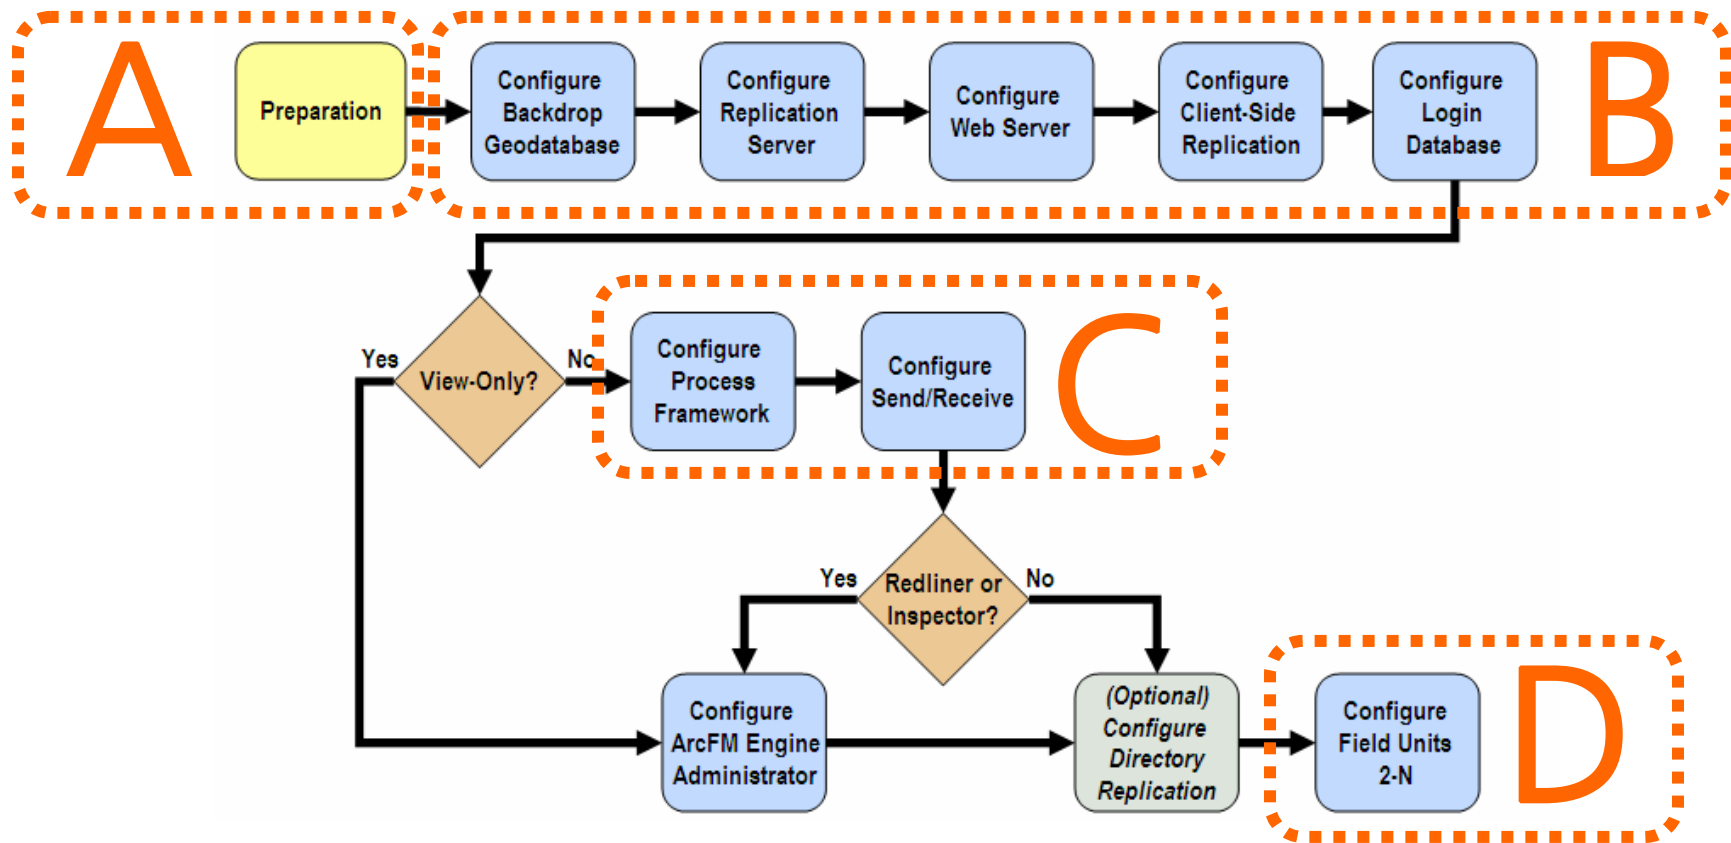 A
Preparation
Configure
Backdrop
Geodatabase
Configure
Replication
Server
Configure
Web Server
Configure
Client-Side
Replication
Configure
Login
Database
B
Yes
View-Only?
No
Configure
Process
Framework
Configure
Send/Receive
C
Yes
Redliner or
Inspector?
No
Configure
ArcFM Engine
Administrator
(Optional)
Configure
Directory
Replication
Configure
Field Units
2-N
D